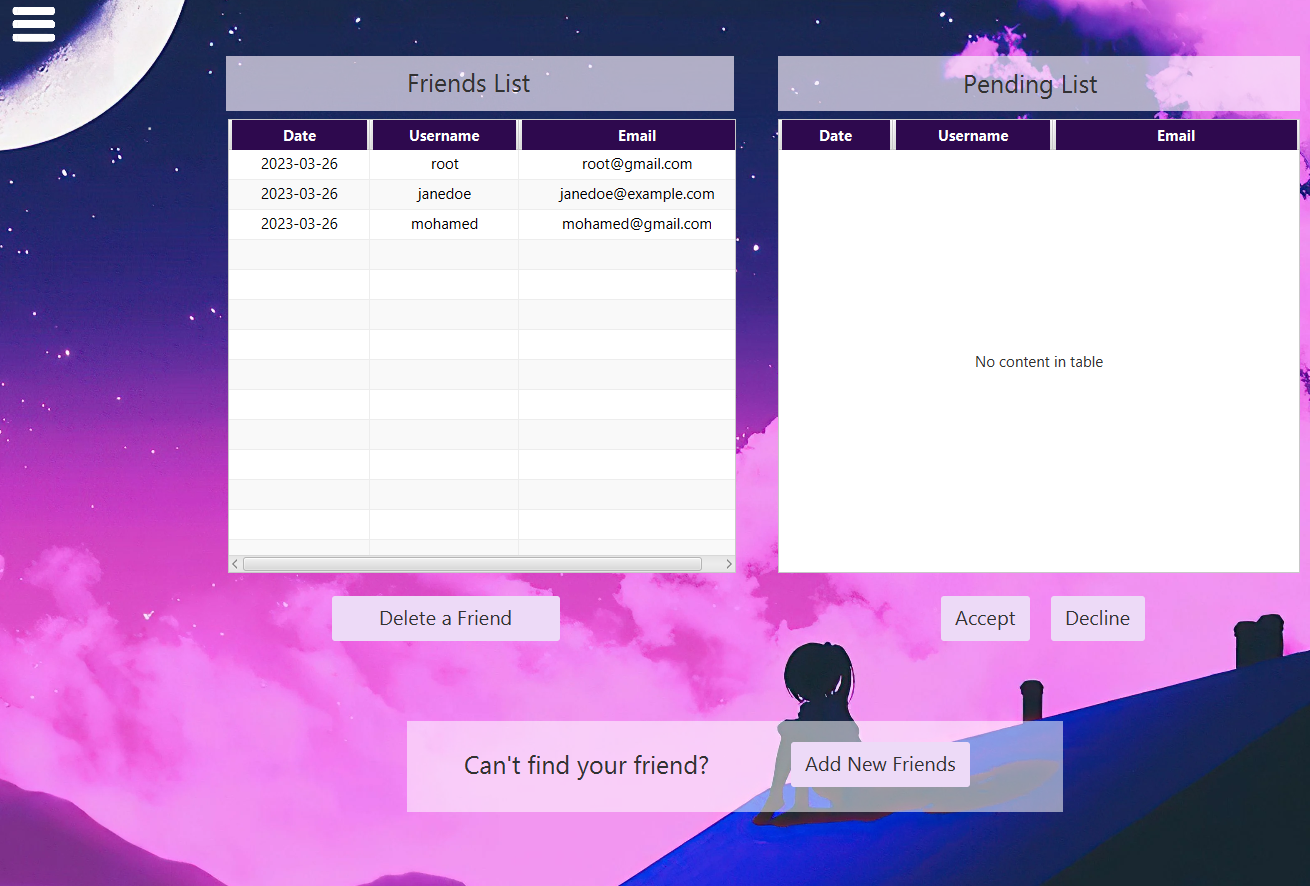 Friends List
Date Username Email
2023-03-26 root root@gmail.com
2023-03-26 janedoe janedoe@example.com
2023-03-26 mohamed mohamed@gmail.com
Delete a Friend
Pending List
Date Username Email
No content in table
Accept Decline
Can't find your friend? Add New Friends